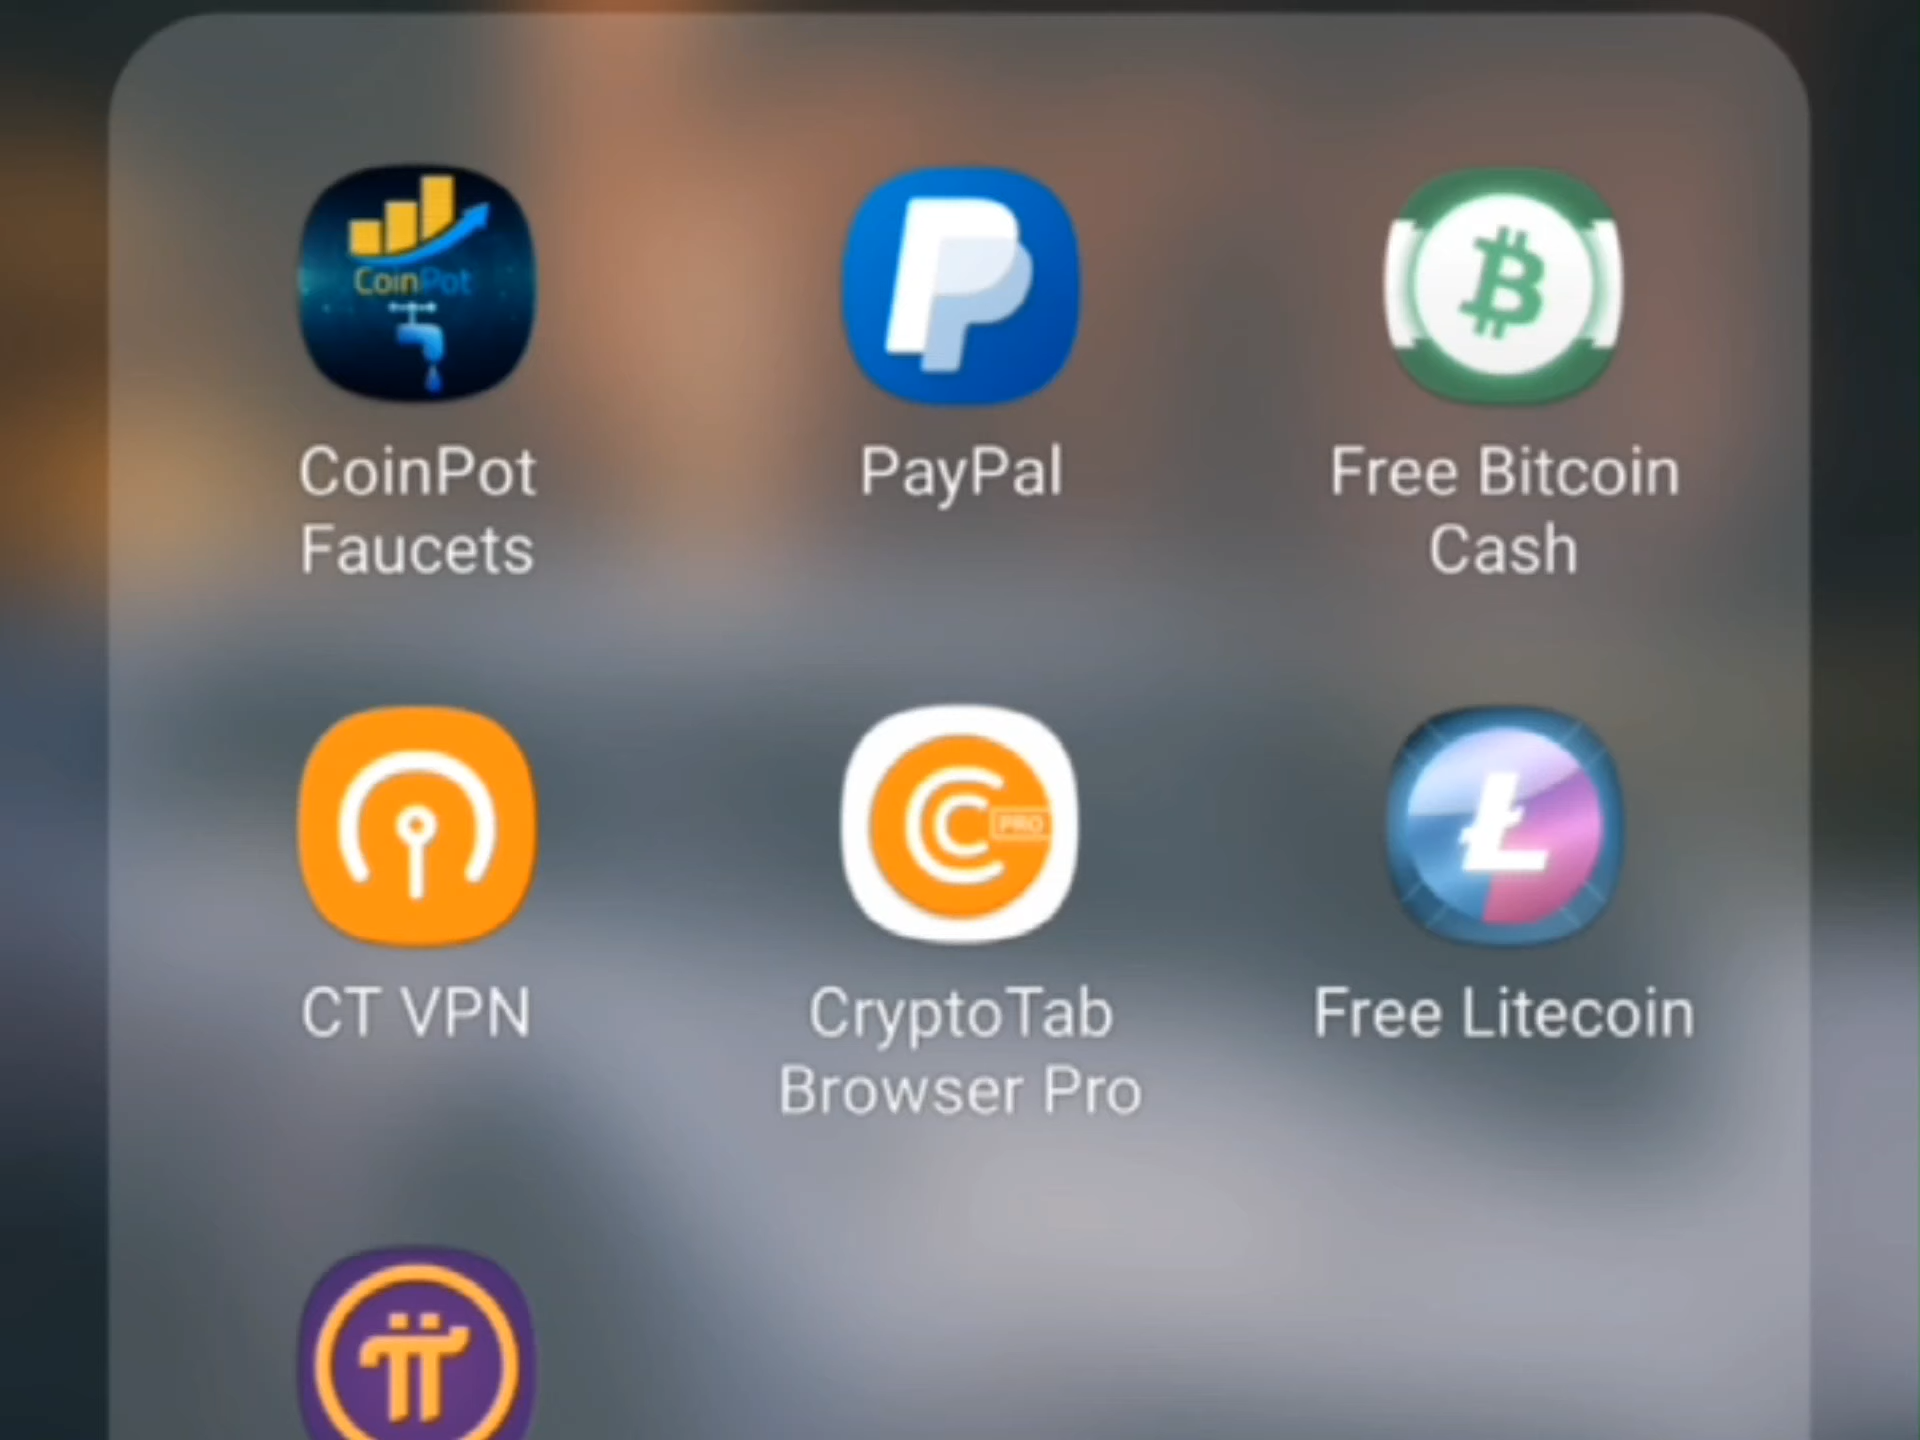 CoinPot
CoinPot
Faucets
PayPal
Free Bitcoin
Cash
CT VPN
PRO
CryptoTab
Browser Pro
Free Litecoin